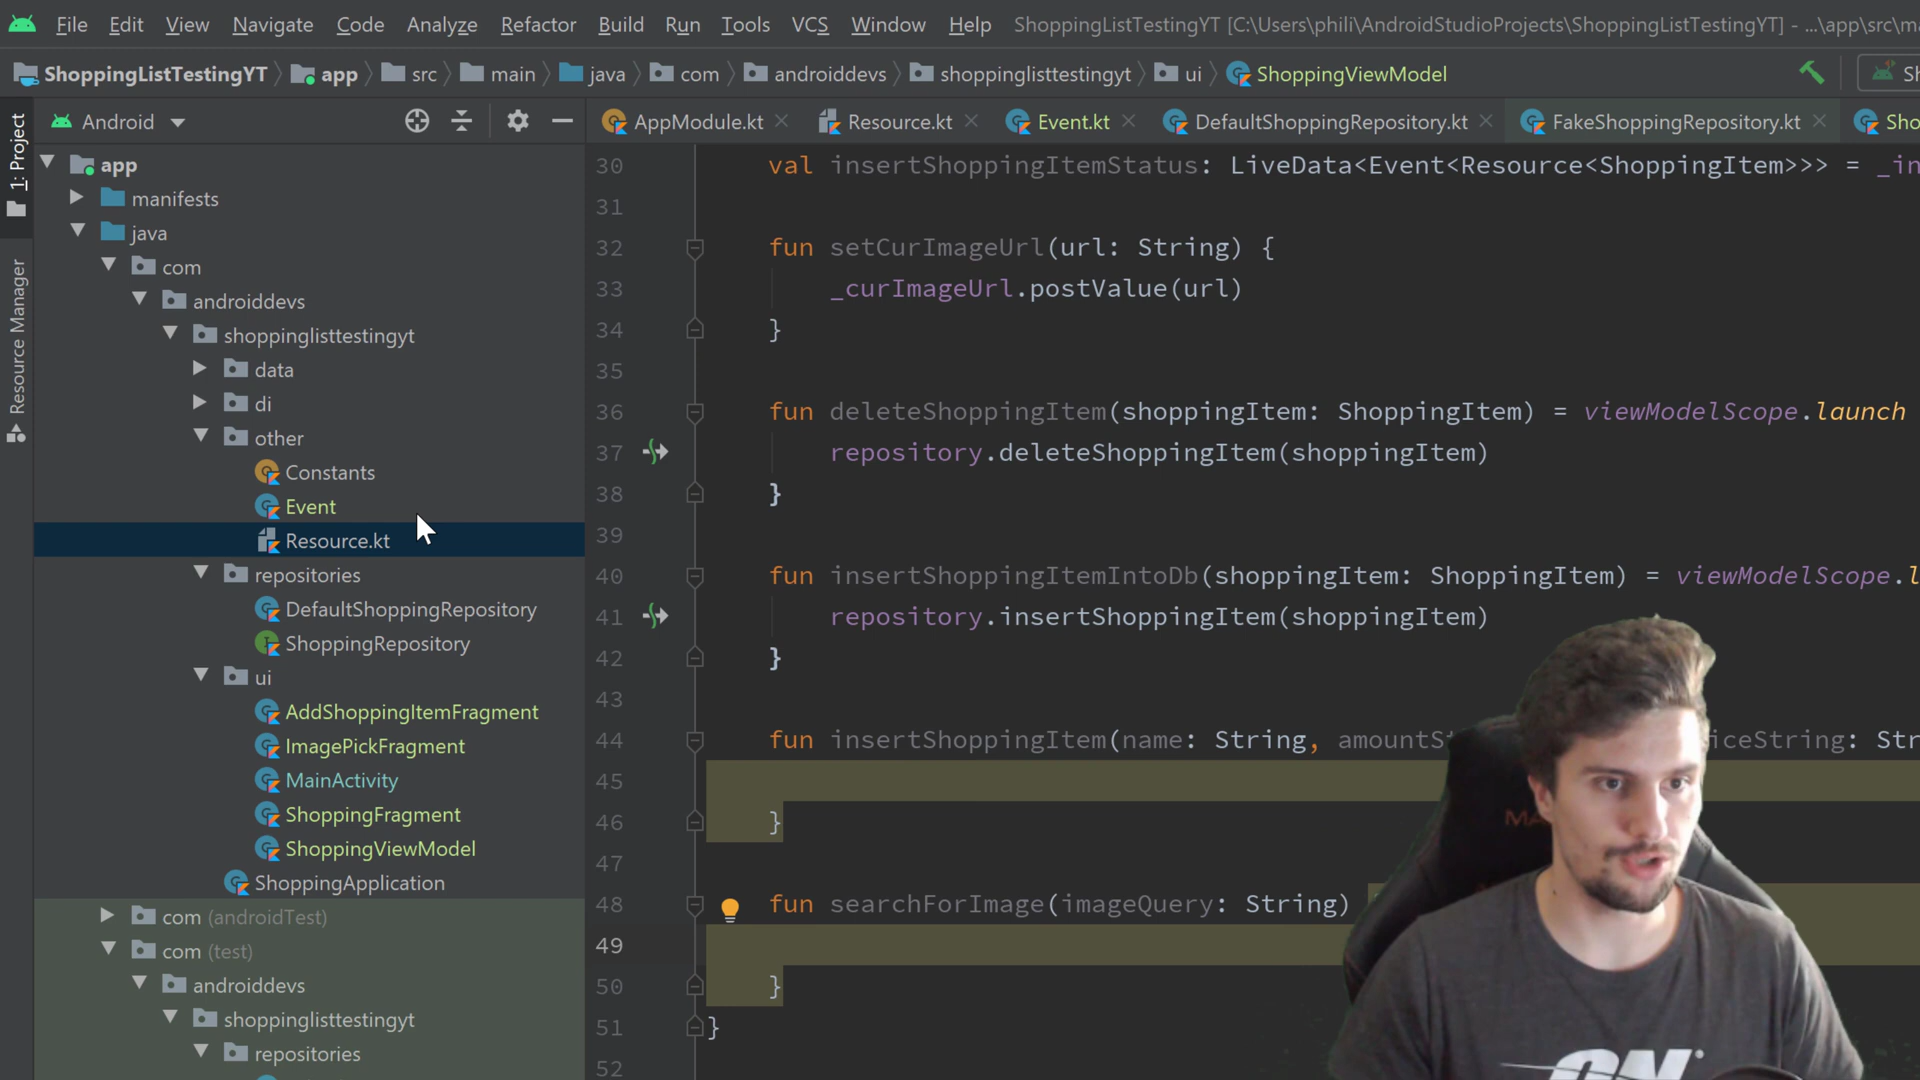 File Edit View Navigate Code Analyze Refactor Build Run Tools VCS Window Help ShoppingListTestingYT [C:\Users\phili\AndroidStudioProjects\ShoppingListTestingYT] - ...\app\src\ma
ShoppingListTestingYT app src main java com androiddevs shoppinglisttestingyt ui ShoppingViewModel Sh
Android
AppModule.kt Resource.kt Event.kt DefaultShoppingRepository.kt FakeShoppingRepository.kt Sho
1: Project
Resource Manager
app
manifests
java
com
androiddevs
shoppinglisttestingyt
data
di
other
Constants
Event
Resource.kt
repositories
DefaultShoppingRepository
ShoppingRepository
ui
AddShoppingItemFragment
ImagePickFragment
MainActivity
ShoppingFragment
ShoppingViewModel
ShoppingApplication
com (androidTest)
com (test)
androiddevs
shoppinglisttestingyt
repositories
30 val insertShoppingItemStatus: LiveData<Event<Resource<ShoppingItem>>> = _in
31
32 fun setCurImageUrl(url: String) {
33 _curImageUrl.postValue(url)
34 }
35
36 fun deleteShoppingItem(shoppingItem: ShoppingItem) = viewModelScope.launch
37 repository.deleteShoppingItem(shoppingItem)
38 }
39
40 fun insertShoppingItemIntoDb(shoppingItem: ShoppingItem) = viewModelScope.l
41 repository.insertShoppingItem(shoppingItem)
42 }
43
44 fun insertShoppingItem(name: String, amountSt iceString: Str
45
46 }
47
48 fun searchForImage(imageQuery: String)
49
50 }
51 }
52